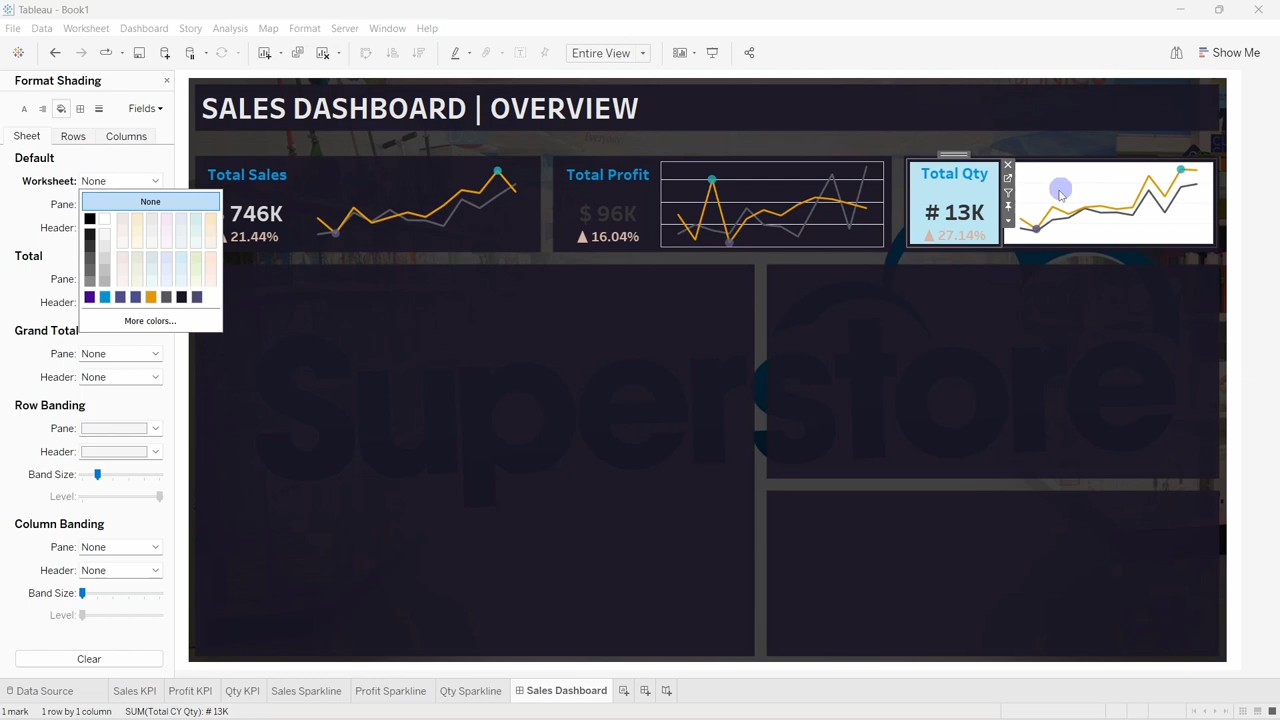 Tableau - Book1
File Data Worksheet Dashboard Story Analysis Map Format Server Window Help
Entire View
Show Me
Format Shading
Fields
Sheet Rows Columns
Default
Worksheet: None
Pane:
Header:
Total
Pane:
Header:
Grand Total
Pane: None
Header: None
Row Banding
Pane:
Header:
Band Size:
Level:
Column Banding
Pane: None
Header: None
Band Size:
Level:
Clear
None
More colors...
SALES DASHBOARD | OVERVIEW
Total Sales
746K
21.44%
Total Profit
$ 96K
▲ 16.04%
Total Qty
# 13K
▲ 27.14%
Superstore
Data Source Sales KPI Profit KPI Qty KPI Sales Sparkline Profit Sparkline Qty Sparkline Sales Dashboard
1 mark 1 row by 1 column SUM(Total CY Qty): # 13K